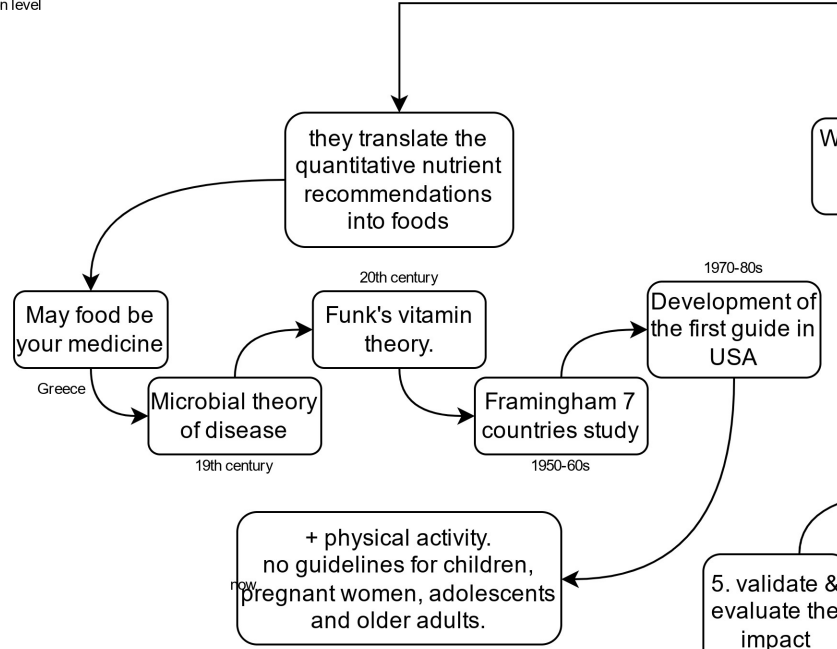 n level
they translate the
quantitative nutrient
recommendations
into foods
W
20th century
1970-80s
May food be
your medicine
Funk's vitamin
theory.
Development of
the first guide in
USA
Greece
Microbial theory
of disease
Framingham 7
countries study
19th century
1950-60s
+ physical activity.
no guidelines for children,
now
pregnant women, adolescents
and older adults.
5. validate &
evaluate the
impact